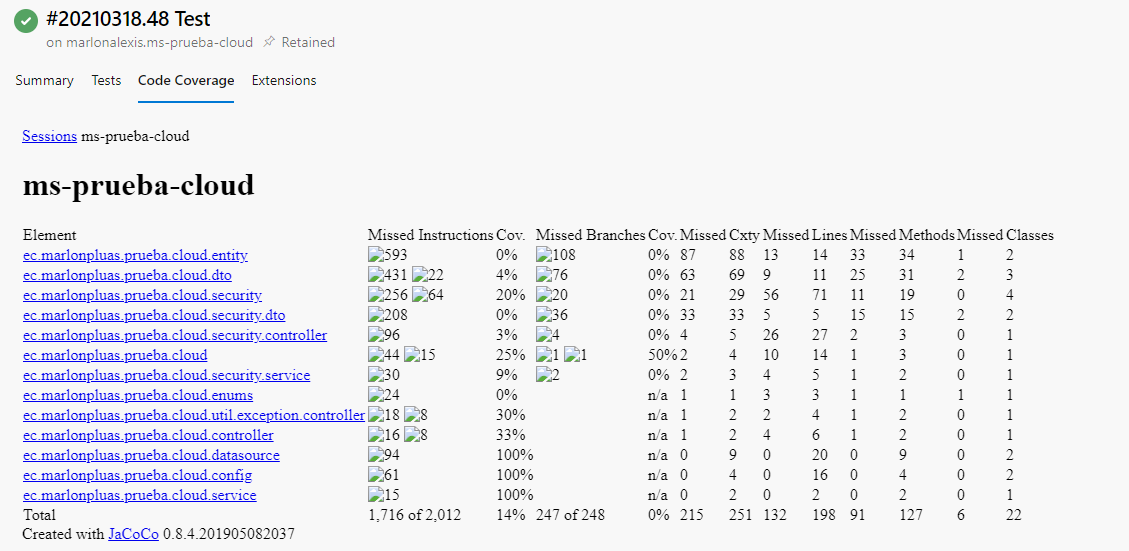 #20210318.48 Test
on marlonalexis.ms-prueba-cloud Retained
Summary Tests Code Coverage Extensions
Sessions ms-prueba-cloud
ms-prueba-cloud
Element Missed Instructions Cov. Missed Branches Cov. Missed Cxty Missed Lines Missed Methods Missed Classes
ec.marlonpluas.prueba.cloud.entity 593 0% 108 0% 87 88 13 14 33 34 1 2
ec.marlonpluas.prueba.cloud.dto 431 22 4% 76 0% 63 69 9 11 25 31 2 3
ec.marlonpluas.prueba.cloud.security 256 64 20% 20 0% 21 29 56 71 11 19 0 4
ec.marlonpluas.prueba.cloud.security.dto 208 0% 36 0% 33 33 5 5 15 15 2 2
ec.marlonpluas.prueba.cloud.security.controller 96 3% 4 0% 4 5 26 27 2 3 0 1
ec.marlonpluas.prueba.cloud 44 15 25% 1 1 50% 2 4 10 14 1 3 0 1
ec.marlonpluas.prueba.cloud.security.service 30 9% 2 0% 2 3 4 5 1 2 0 1
ec.marlonpluas.prueba.cloud.enums 24 0% n/a 1 1 3 3 1 1 1 1
ec.marlonpluas.prueba.cloud.util.exception.controller 18 8 30% n/a 1 2 2 4 1 2 0 1
ec.marlonpluas.prueba.cloud.controller 16 8 33% n/a 1 2 4 6 1 2 0 1
ec.marlonpluas.prueba.cloud.datasource 94 100% n/a 0 9 0 20 0 9 0 2
ec.marlonpluas.prueba.cloud.config 61 100% n/a 0 4 0 16 0 4 0 2
ec.marlonpluas.prueba.cloud.service 15 100% n/a 0 2 0 2 0 2 0 1
Total 1,716 of 2,012 14% 247 of 248 0% 215 251 132 198 91 127 6 22
Created with JaCoCo 0.8.4.201905082037